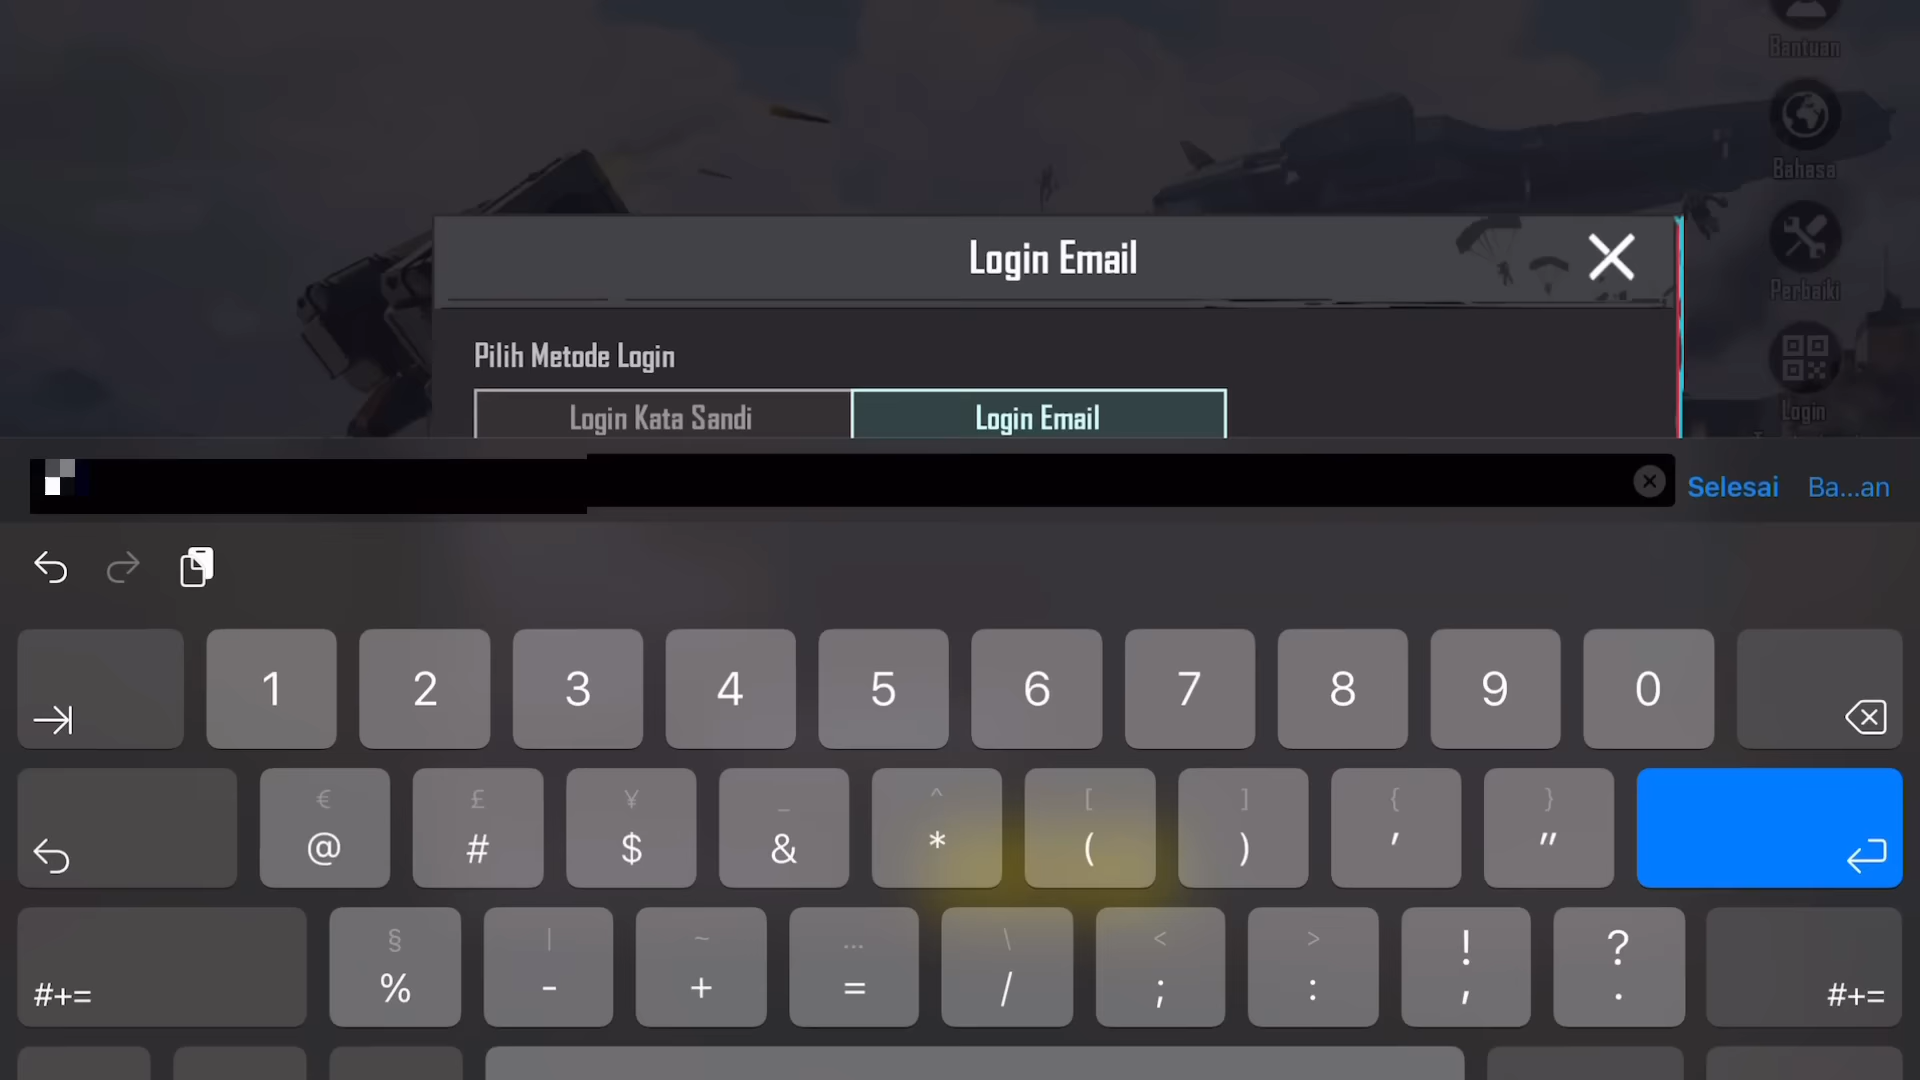 Bantuan
Bahasa
Perbaiki
Login
Login Email
Pilih Metode Login
Login Kata Sandi
Login Email
Selesai
Ba...an
1 2 3 4 5 6 7 8 9 0
€ £ ¥ _ ^ [ ] { }
@ # $ & * ( ) ' "
§ | ~ ... \ < > ! ?
#+= % - + = / ; : , . #+=